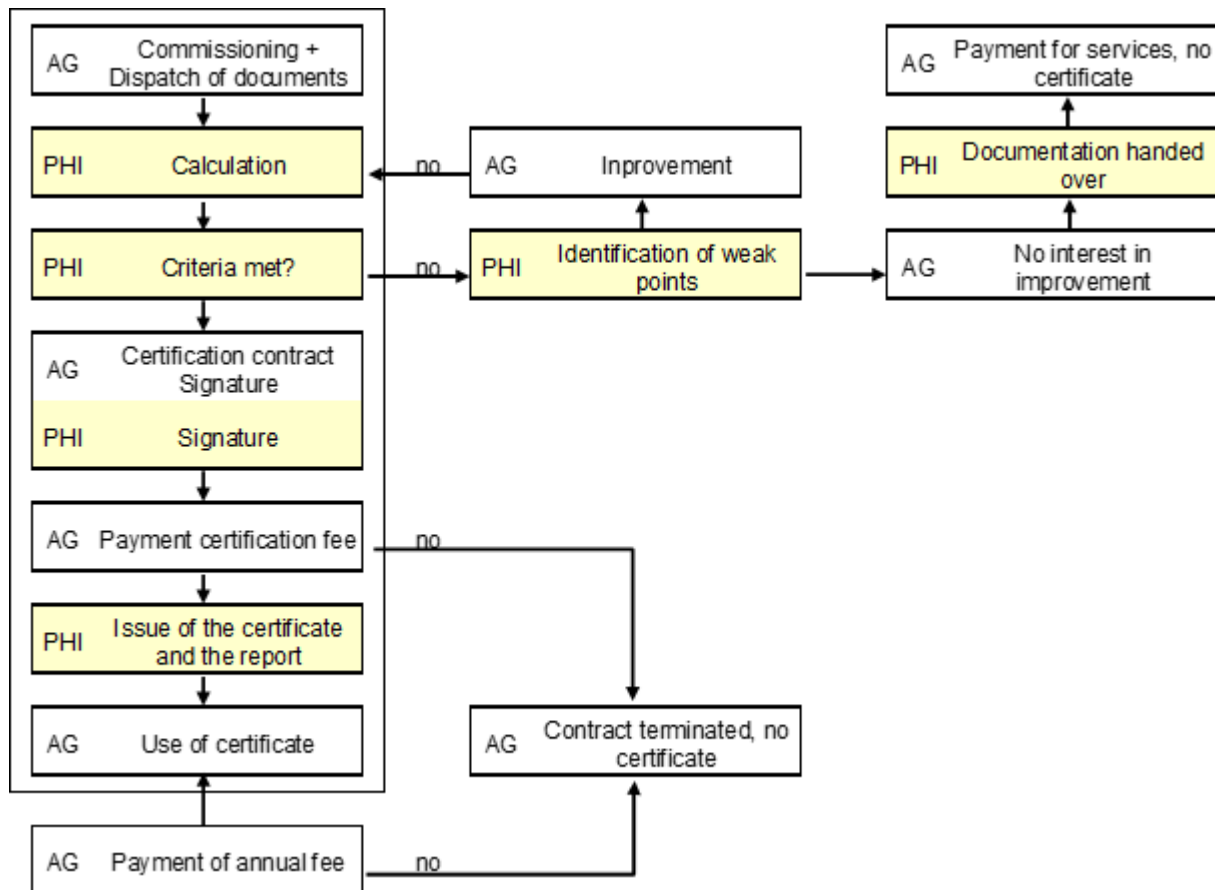 AG Commissioning +
Dispatch of documents
AG Payment for services, no
certificate
PHI Calculation
no
AG Inprovement
PHI Documentation handed
over
PHI Criteria met?
no
PHI Identification of weak
points
AG No interest in
improvement
AG Certification contract
Signature
PHI Signature
AG Payment certification fee
no
PHI Issue of the certificate
and the report
AG Use of certificate
AG Contract terminated, no
certificate
AG Payment of annual fee
no